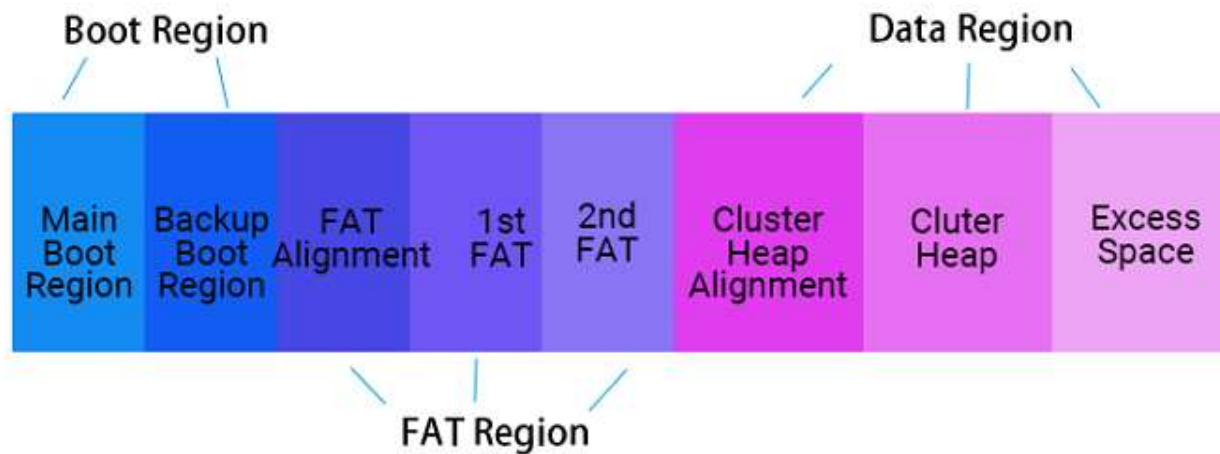 Boot Region
Data Region
Main
Boot
Region
Backup
Boot
Region
FAT
Alignment
1st
FAT
2nd
FAT
Cluster
Heap
Alignment
Cluter
Heap
Excess
Space
FAT Region